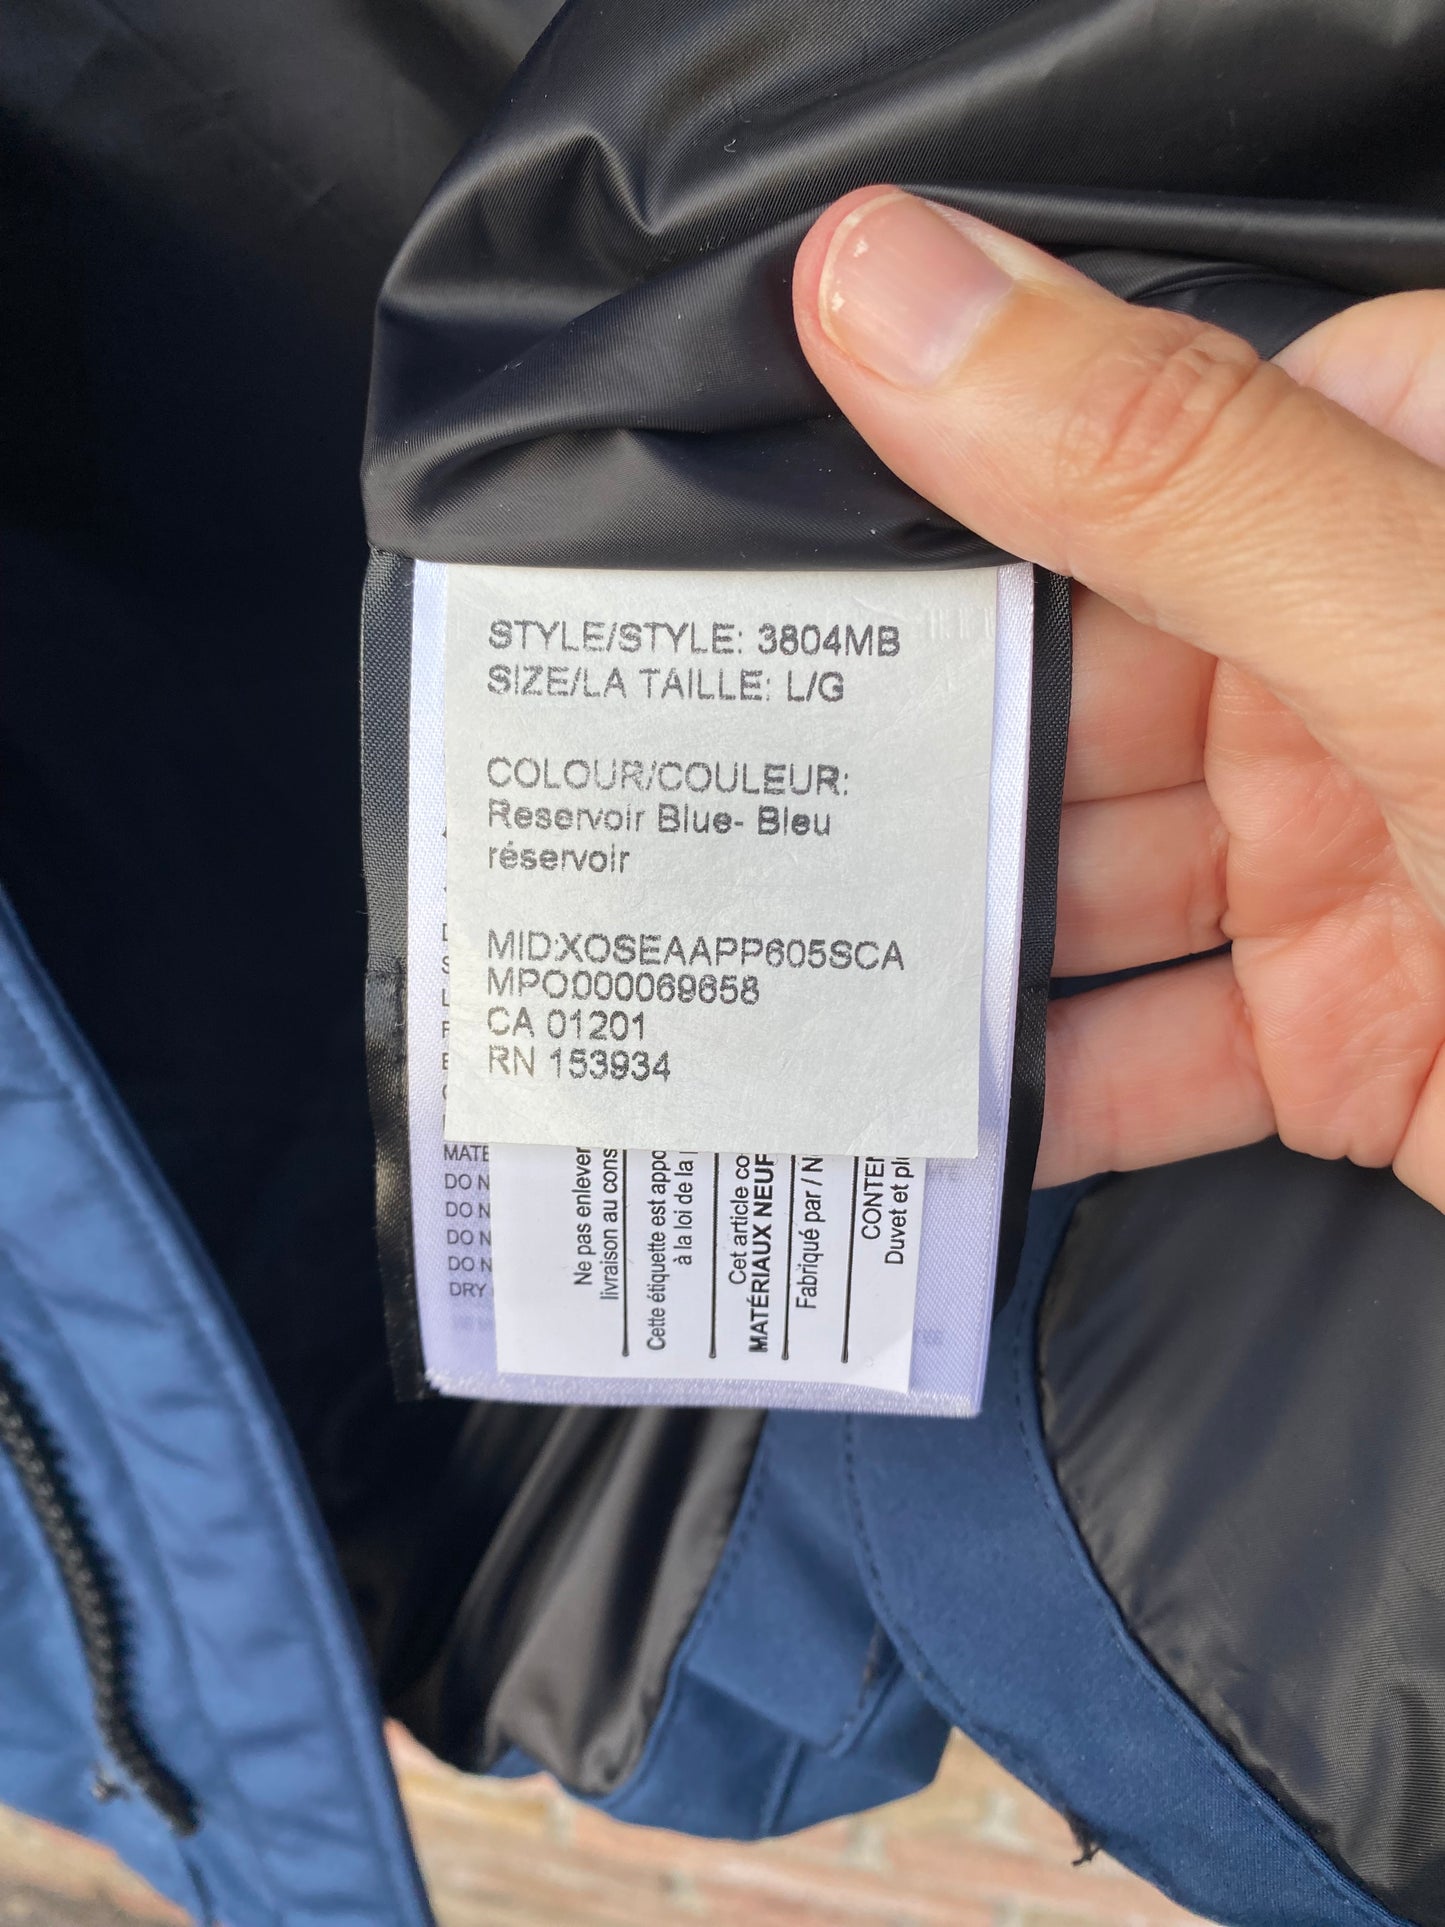 STYLE/STYLE: 3804MB
SIZE/LA TAILLE: L/G
COLOUR/COULEUR:
Reservoir Blue- Bleu
réservoir
MID:XOSEAAPP605SCA
MPO000069658
CA 01201
RN 153934
MATÉ
DO N
DO N
DO N
DO N
DRY
Ne pas enlever
livraison au cons
Cette étiquette est appo
à la loi de la
Cet article co
MATÉRIAUX NEUF
Fabriqué par / N
CONTEN
Duvet et pl